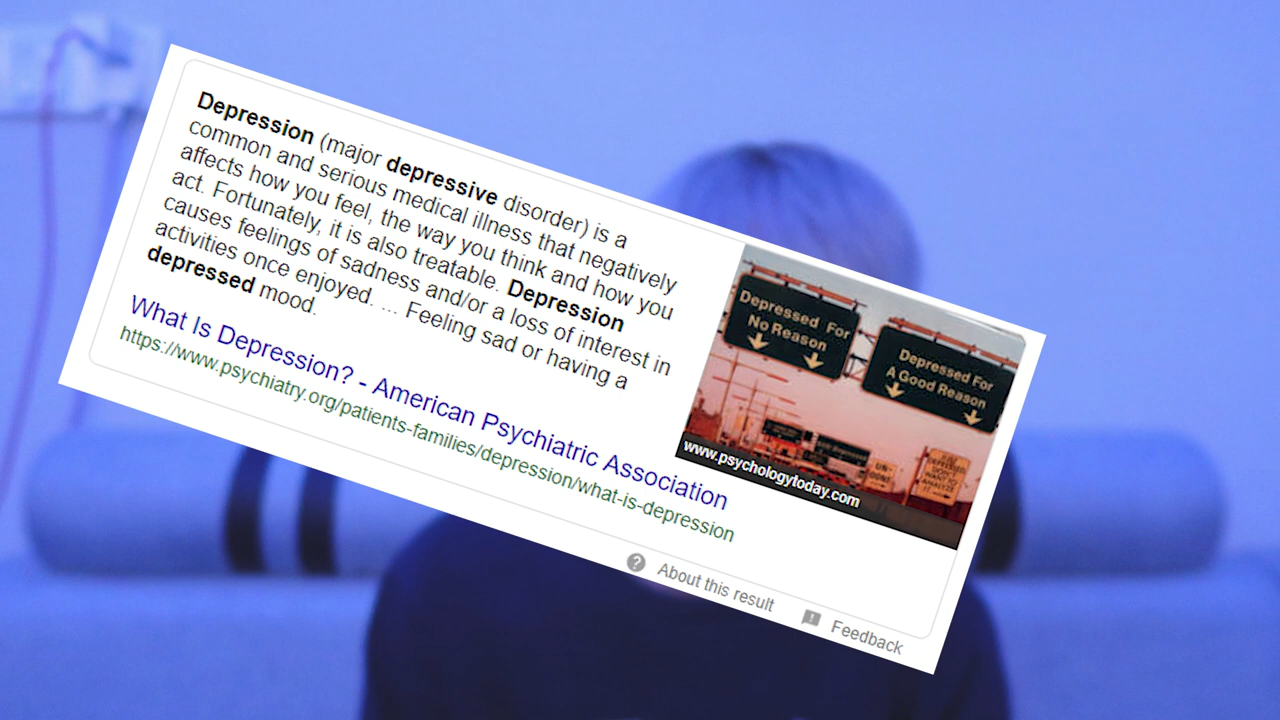 Depression (major depressive disorder) is a
common and serious medical illness that negatively
affects how you feel, the way you think and how you
act. Fortunately, it is also treatable. Depression
causes feelings of sadness and/or a loss of interest in
activities once enjoyed. ... Feeling sad or having a
depressed mood.
What Is Depression? - American Psychiatric Association
https://www.psychiatry.org/patients-families/depression/what-is-depression
Depressed For
No Reason
Depressed For
A Good Reason
www.psychologytoday.com
About this result
Feedback